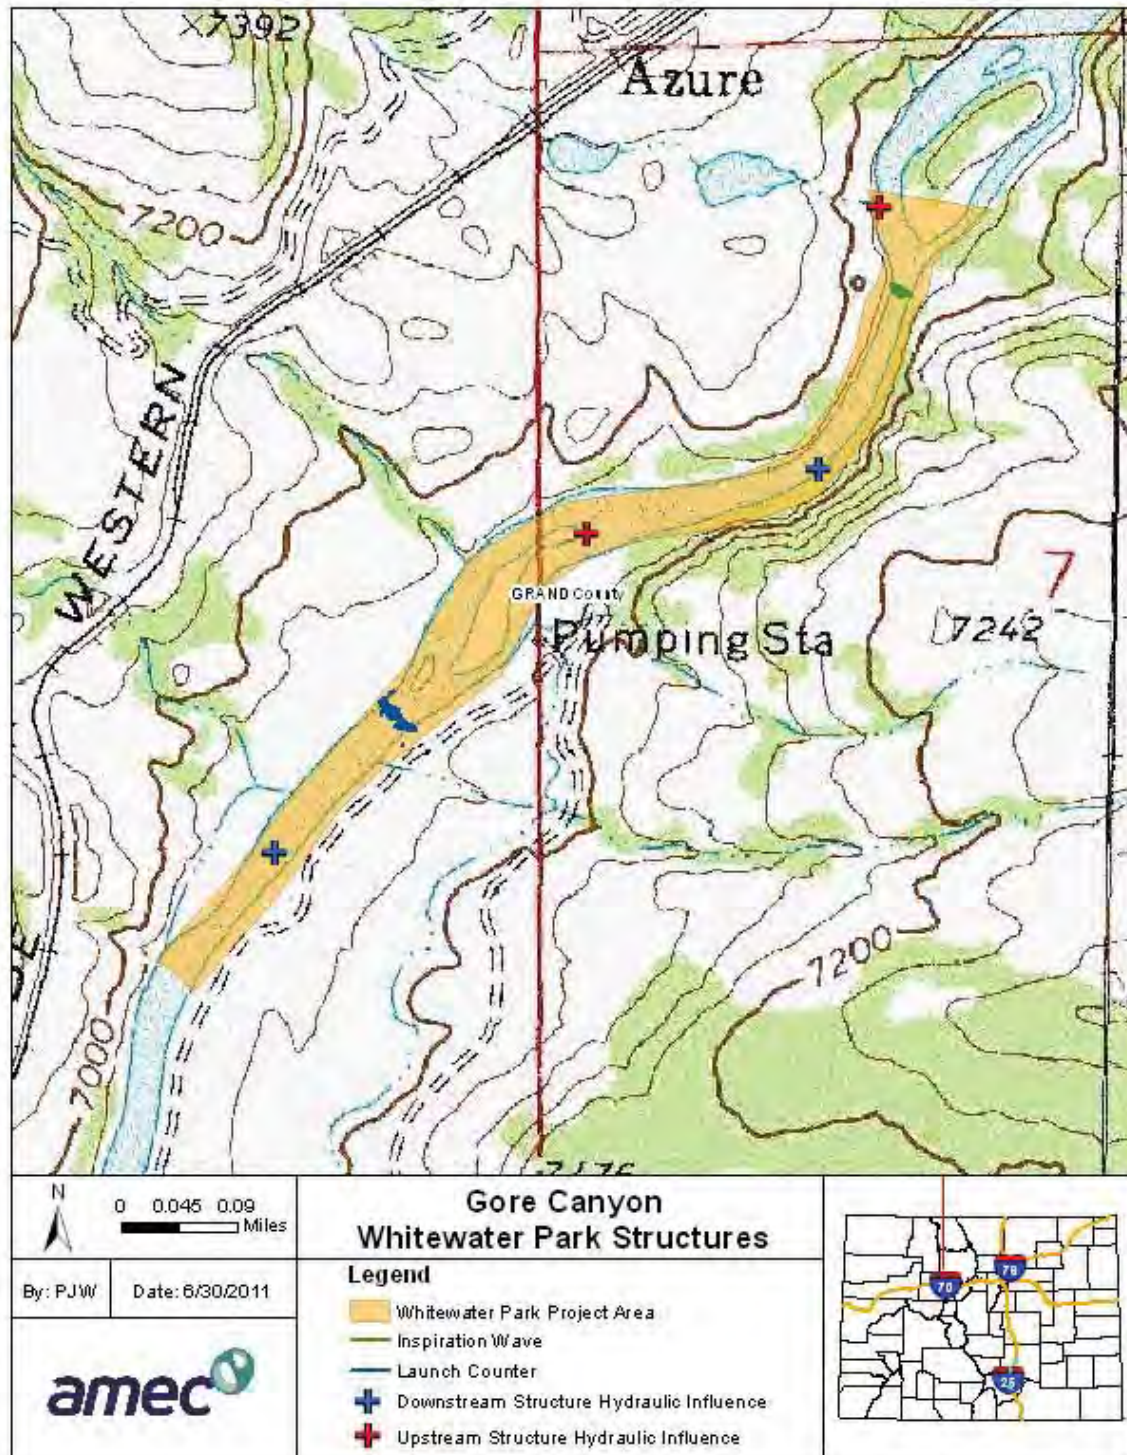 7392
Azure
7200
WESTERN
GRAND County
7
Pumping Sta
7242
7200
7000
N
0 0.045 0.09
Miles
By: PJW
Date: 6/30/2011
amec
Gore Canyon
Whitewater Park Structures
Legend
Whitewater Park Project Area
Inspiration Wave
Launch Counter
Downstream Structure Hydraulic Influence
Upstream Structure Hydraulic Influence
76
70
25